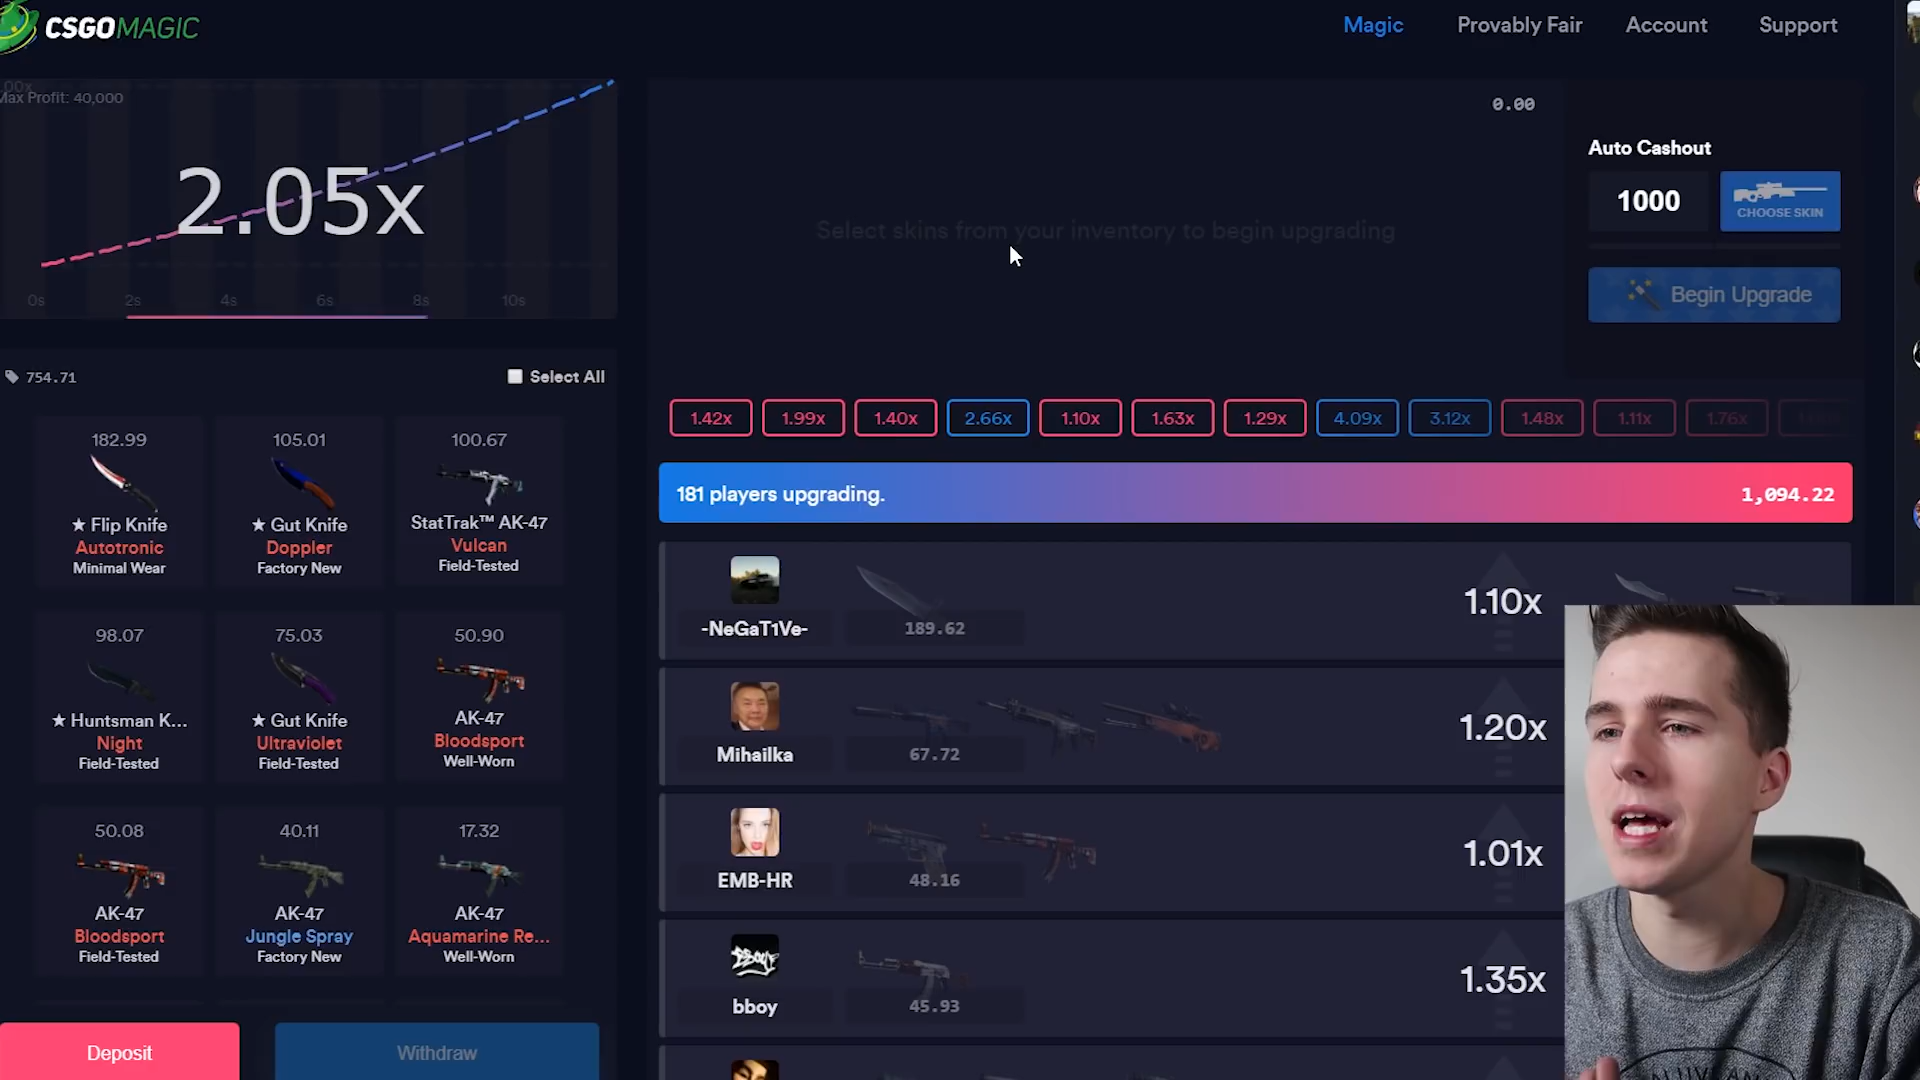 CSGOMAGIC
Magic
Provably Fair
Account
Support
Max Profit: 40,000
2.05x
0s 2s 4s 6s 8s 10s
0.00
Select skins from your inventory to begin upgrading
Auto Cashout
1000
CHOOSE SKIN
Begin Upgrade
754.71
Select All
1.42x 1.99x 1.40x 2.66x 1.10x 1.63x 1.29x 4.09x 3.12x 1.48x 1.11x 1.76x
181 players upgrading.
1,094.22
182.99
★ Flip Knife
Autotronic
Minimal Wear
105.01
★ Gut Knife
Doppler
Factory New
100.67
StatTrak™ AK-47
Vulcan
Field-Tested
98.07
★ Huntsman K...
Night
Field-Tested
75.03
★ Gut Knife
Ultraviolet
Field-Tested
50.90
AK-47
Bloodsport
Well-Worn
50.08
AK-47
Bloodsport
Field-Tested
40.11
AK-47
Jungle Spray
Factory New
17.32
AK-47
Aquamarine Re...
Well-Worn
-NeGaT1Ve-
189.62
1.10x
Mihailka
67.72
1.20x
EMB-HR
48.16
1.01x
bboy
45.93
1.35x
Deposit
Withdraw